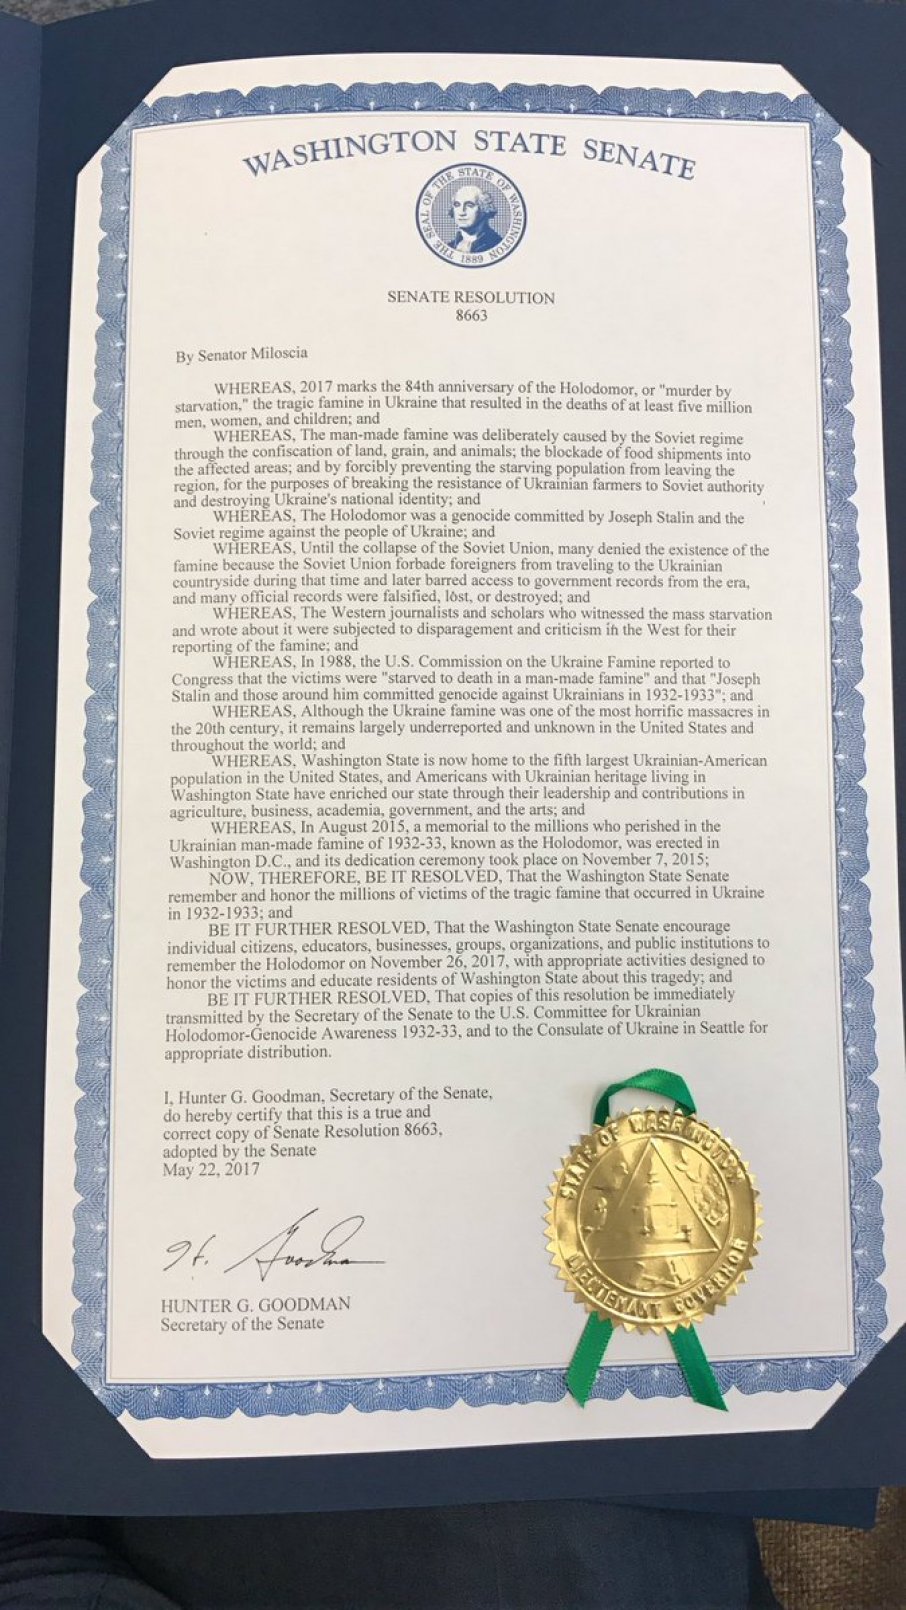 WASHINGTON STATE SENATE
THE SEAL OF THE STATE OF WASHINGTON
1889
SENATE RESOLUTION
8663
By Senator Miloscia
WHEREAS, 2017 marks the 84th anniversary of the Holodomor, or "murder by
starvation," the tragic famine in Ukraine that resulted in the deaths of at least five million
men, women, and children; and
WHEREAS, The man-made famine was deliberately caused by the Soviet regime
through the confiscation of land, grain, and animals; the blockade of food shipments into
the affected areas; and by forcibly preventing the starving population from leaving the
region, for the purposes of breaking the resistance of Ukrainian farmers to Soviet authority
and destroying Ukraine's national identity; and
WHEREAS, The Holodomor was a genocide committed by Joseph Stalin and the
Soviet regime against the people of Ukraine; and
WHEREAS, Until the collapse of the Soviet Union, many denied the existence of the
famine because the Soviet Union forbade foreigners from traveling to the Ukrainian
countryside during that time and later barred access to government records from the era,
and many official records were falsified, lost, or destroyed; and
WHEREAS, The Western journalists and scholars who witnessed the mass starvation
and wrote about it were subjected to disparagement and criticism in the West for their
reporting of the famine; and
WHEREAS, In 1988, the U.S. Commission on the Ukraine Famine reported to
Congress that the victims were "starved to death in a man-made famine" and that "Joseph
Stalin and those around him committed genocide against Ukrainians in 1932-1933"; and
WHEREAS, Although the Ukraine famine was one of the most horrific massacres in
the 20th century, it remains largely underreported and unknown in the United States and
throughout the world; and
WHEREAS, Washington State is now home to the fifth largest Ukrainian-American
population in the United States, and Americans with Ukrainian heritage living in
Washington State have enriched our state through their leadership and contributions in
agriculture, business, academia, government, and the arts; and
WHEREAS, In August 2015, a memorial to the millions who perished in the
Ukrainian man-made famine of 1932-33, known as the Holodomor, was erected in
Washington D.C., and its dedication ceremony took place on November 7, 2015;
NOW, THEREFORE, BE IT RESOLVED, That the Washington State Senate
remember and honor the millions of victims of the tragic famine that occurred in Ukraine
in 1932-1933; and
BE IT FURTHER RESOLVED, That the Washington State Senate encourage
individual citizens, educators, businesses, groups, organizations, and public institutions to
remember the Holodomor on November 26, 2017, with appropriate activities designed to
honor the victims and educate residents of Washington State about this tragedy; and
BE IT FURTHER RESOLVED, That copies of this resolution be immediately
transmitted by the Secretary of the Senate to the U.S. Committee for Ukrainian
Holodomor-Genocide Awareness 1932-33, and to the Consulate of Ukraine in Seattle for
appropriate distribution.
I, Hunter G. Goodman, Secretary of the Senate,
do hereby certify that this is a true and
correct copy of Senate Resolution 8663,
adopted by the Senate
May 22, 2017
H. Goodman
HUNTER G. GOODMAN
Secretary of the Senate
STATE OF WASHINGTON
LIEUTENANT GOVERNOR